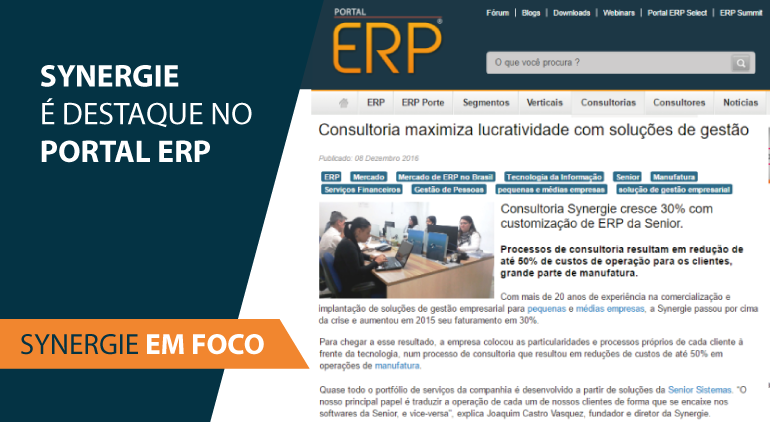 SYNERGIE
É DESTAQUE NO
PORTAL ERP
SYNERGIE EM FOCO
PORTAL
ERP®
Fórum | Blogs | Downloads | Webinars | Portal ERP Select | ERP Summit
O que você procura ?
ERP ERP Porte Segmentos Verticais Consultorias Consultores Notícias
Consultoria maximiza lucratividade com soluções de gestão
Publicado: 08 Dezembro 2016
ERP Mercado Mercado de ERP no Brasil Tecnologia da Informação Senior Manufatura
Serviços Financeiros Gestão de Pessoas pequenas e médias empresas solução de gestão empresarial
Consultoria Synergie cresce 30% com
customização de ERP da Senior.
Processos de consultoria resultam em redução de
até 50% de custos de operação para os clientes,
grande parte de manufatura.
Com mais de 20 anos de experiência na comercialização e
implantação de soluções de gestão empresarial para pequenas e médias empresas, a Synergie passou por cima
da crise e aumentou em 2015 seu faturamento em 30%.
Para chegar a esse resultado, a empresa colocou as particularidades e processos próprios de cada cliente à
frente da tecnologia, num processo de consultoria que resultou em reduções de custos de até 50% em
operações de manufatura.
Quase todo o portfólio de serviços da companhia é desenvolvido a partir de soluções da Senior Sistemas. “O
nosso principal papel é traduzir a operação de cada um de nossos clientes de forma que se encaixe nos
softwares da Senior, e vice-versa”, explica Joaquim Castro Vasquez, fundador e diretor da Synergie.